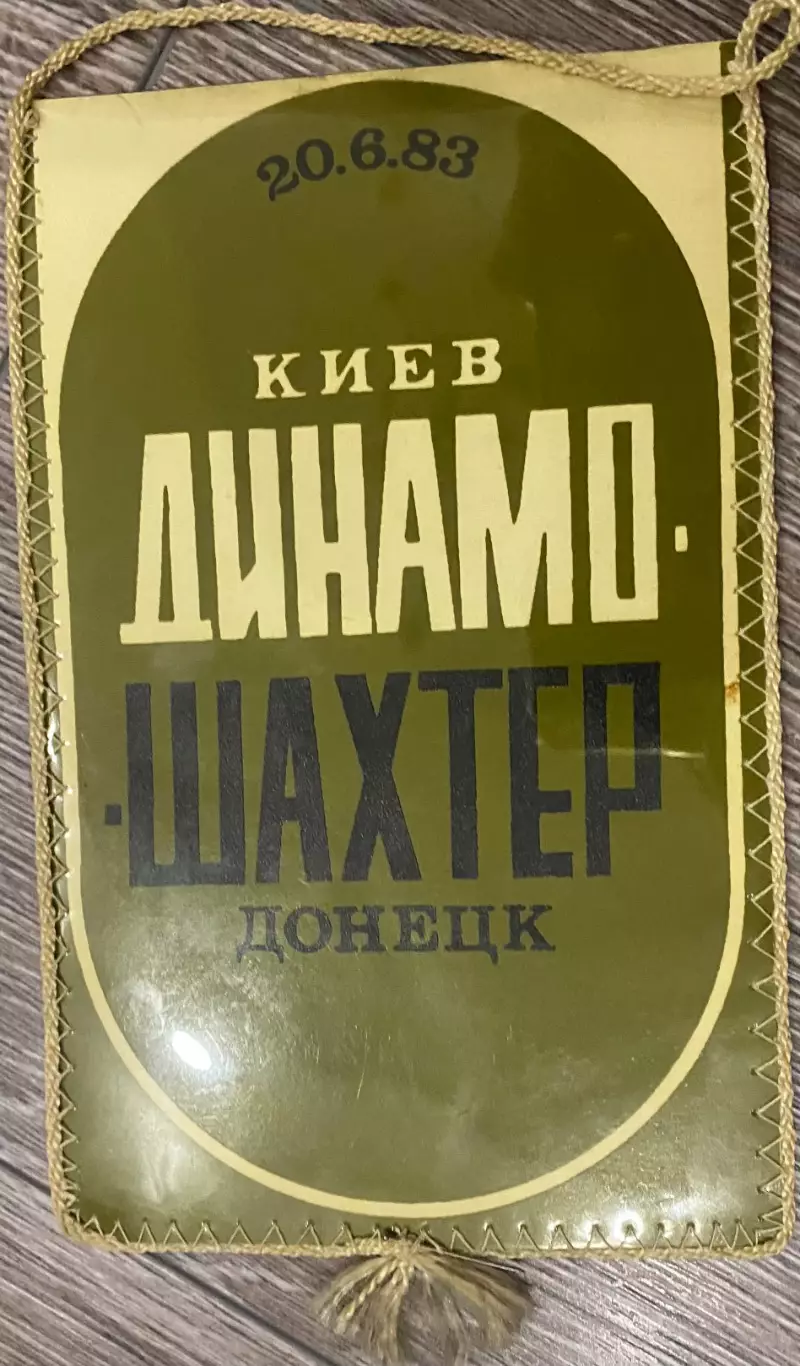 20.6.83
КИЕВ
ДИНАМО·
·ШАХТЕР
ДОНЕЦК